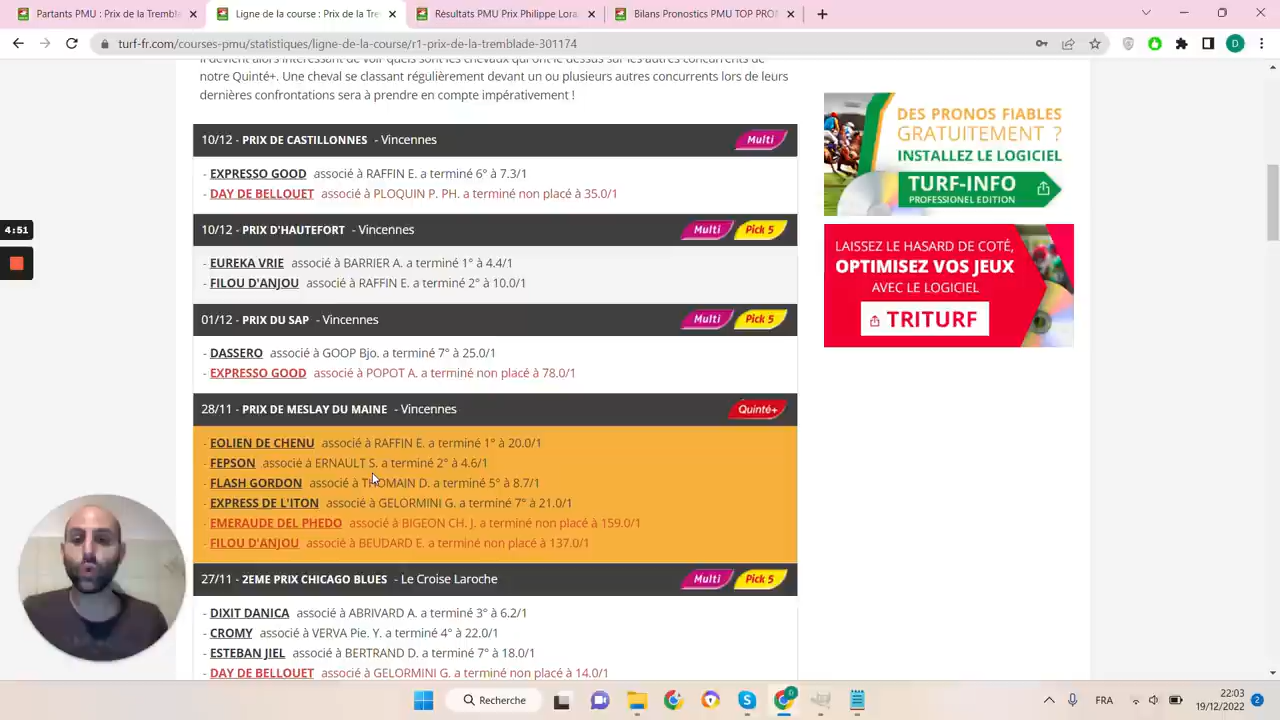 Partants PMU du Prix de la Tre
Ligne de la Course, Prix de la Tre
Résultats PMU Prix Philippe Lora
Bilans Pronostics PMU TOP PRO
turf-fr.com/courses-pmu/statistiques/ligne-de-la-course/r1-prix-de-la-tremblade-301174
D
notre Quinté+. Une cheval se classant régulièrement devant un ou plusieurs autres concurrents lors de leurs
dernières confrontations sera à prendre en compte impérativement !
10/12 - PRIX DE CASTILLONNES - Vincennes Multi
- EXPRESSO GOOD associé à RAFFIN E. a terminé 6° à 7.3/1
- DAY DE BELLOUET associé à PLOQUIN P. PH. a terminé non placé à 35.0/1
10/12 - PRIX D'HAUTEFORT - Vincennes Multi Pick 5
- EUREKA VRIE associé à BARRIER A. a terminé 1° à 4.4/1
- FILOU D'ANJOU associé à RAFFIN E. a terminé 2° à 10.0/1
01/12 - PRIX DU SAP - Vincennes Multi Pick 5
- DASSERO associé à GOOP Bjo. a terminé 7° à 25.0/1
- EXPRESSO GOOD associé à POPOT A. a terminé non placé à 78.0/1
28/11 - PRIX DE MESLAY DU MAINE - Vincennes Quinté+
- EOLIEN DE CHENU associé à RAFFIN E. a terminé 1° à 20.0/1
- FEPSON associé à ERNAULT S. a terminé 2° à 4.6/1
- FLASH GORDON associé à THOMAIN D. a terminé 5° à 8.7/1
- EXPRESS DE L'ITON associé à GELORMINI G. a terminé 7° à 21.0/1
- EMERAUDE DEL PHEDO associé à BIGEON CH. J. a terminé non placé à 159.0/1
- FILOU D'ANJOU associé à BEUDARD E. a terminé non placé à 137.0/1
27/11 - 2EME PRIX CHICAGO BLUES - Le Croise Laroche Multi Pick 5
- DIXIT DANICA associé à ABRIVARD A. a terminé 3° à 6.2/1
- CROMY associé à VERVA Pie. Y. a terminé 4° à 22.0/1
- ESTEBAN JIEL associé à BERTRAND D. a terminé 7° à 18.0/1
- DAY DE BELLOUET associé à GELORMINI G. a terminé non placé à 14.0/1
DES PRONOS FIABLES
GRATUITEMENT ?
INSTALLEZ LE LOGICIEL
TURF-INFO
PROFESIONEL EDITION
LAISSEZ LE HASARD DE COTÉ,
OPTIMISEZ VOS JEUX
AVEC LE LOGICIEL
TRITURF
4:51
Recherche
FRA
22:03
19/12/2022
2